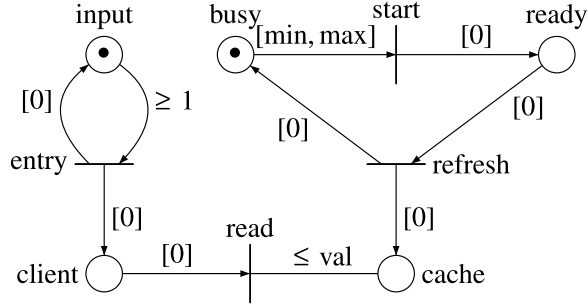 input
busy
start
ready
[min, max]
[0]
[0]
≥ 1
[0]
[0]
entry
refresh
[0]
[0]
read
[0]
≤ val
client
cache